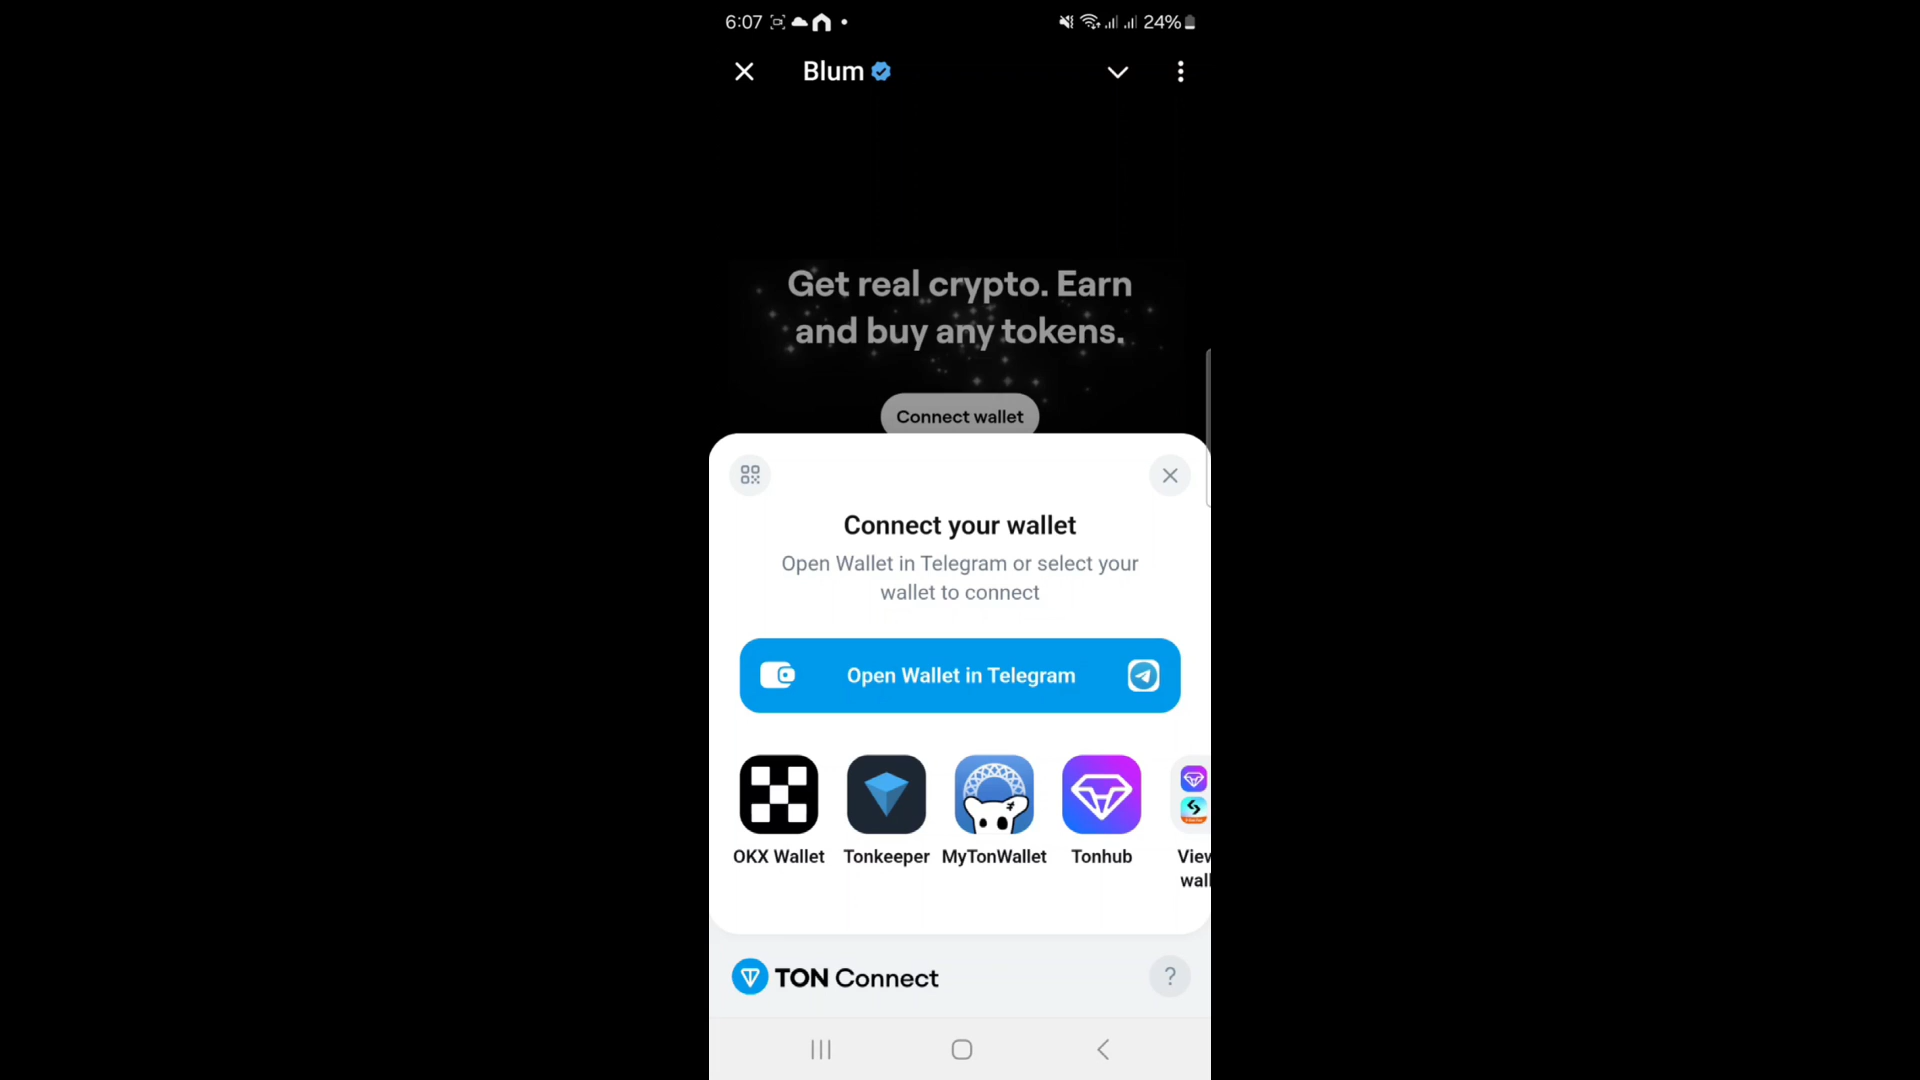 6:07
24%
Blum
Get real crypto. Earn
and buy any tokens.
Connect wallet
Connect your wallet
Open Wallet in Telegram or select your
wallet to connect
Open Wallet in Telegram
OKX Wallet
Tonkeeper
MyTonWallet
Tonhub
View
wall
TON Connect
?